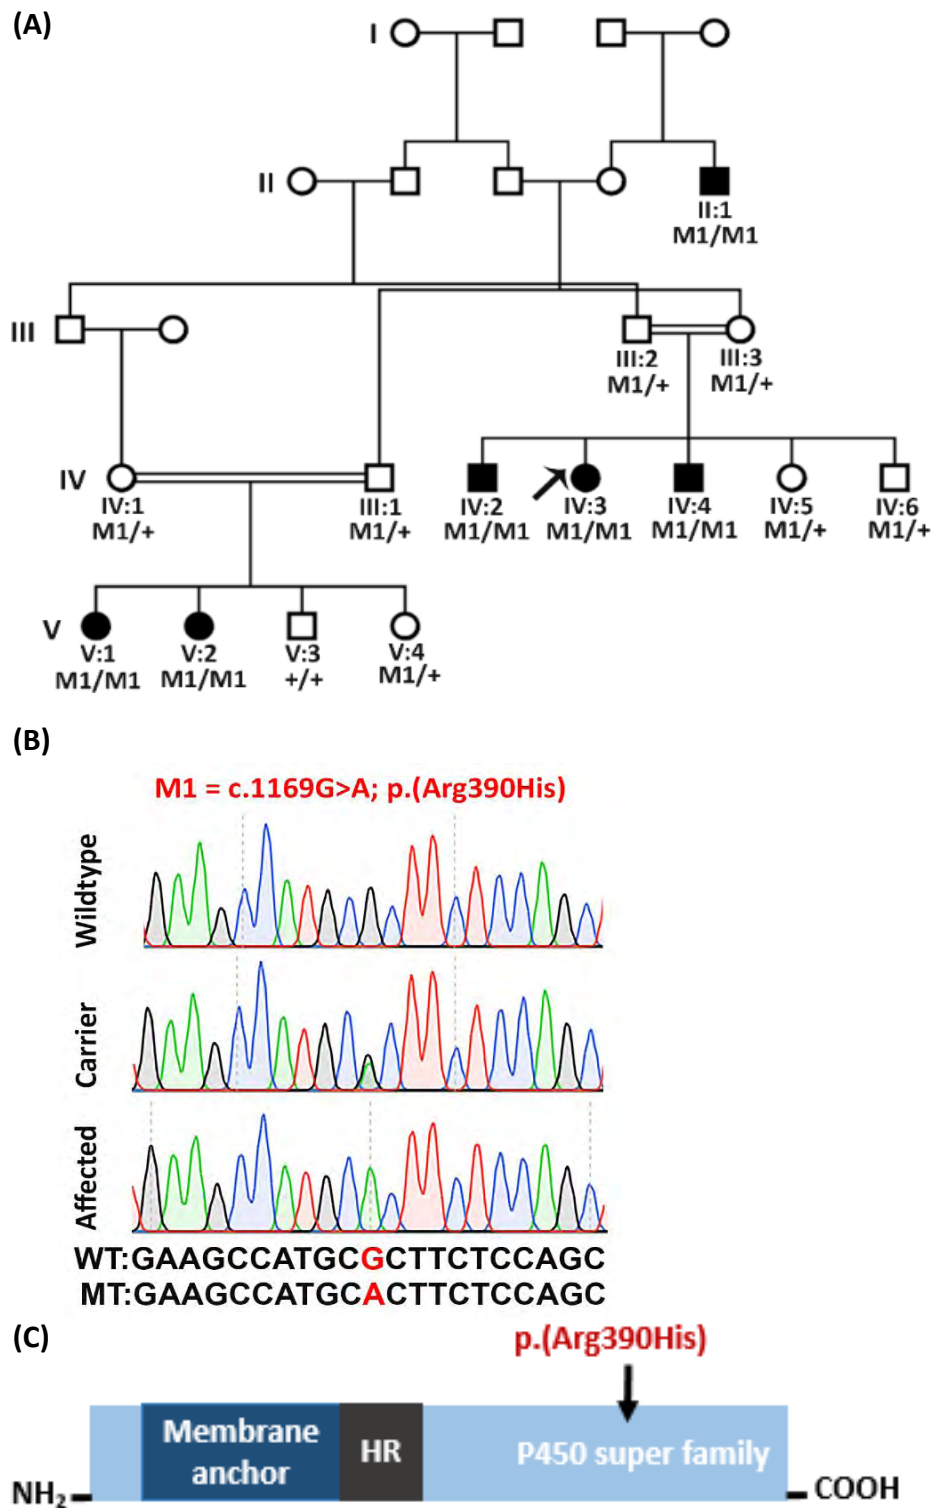 (A)
I
II
II:1
M1/M1
III
III:2
M1/+
III:3
M1/+
IV
IV:1
M1/+
III:1
M1/+
IV:2
M1/M1
IV:3
M1/M1
IV:4
M1/M1
IV:5
M1/+
IV:6
M1/+
V
V:1
M1/M1
V:2
M1/M1
V:3
+/+
V:4
M1/+
(B)
M1 = c.1169G>A; p.(Arg390His)
Wildtype
Carrier
Affected
WT:GAAGCCATGCGCTTCTCCAGC
MT:GAAGCCATGCACTTCTCCAGC
(C)
p.(Arg390His)
Membrane
anchor
HR
P450 super family
NH₂
COOH